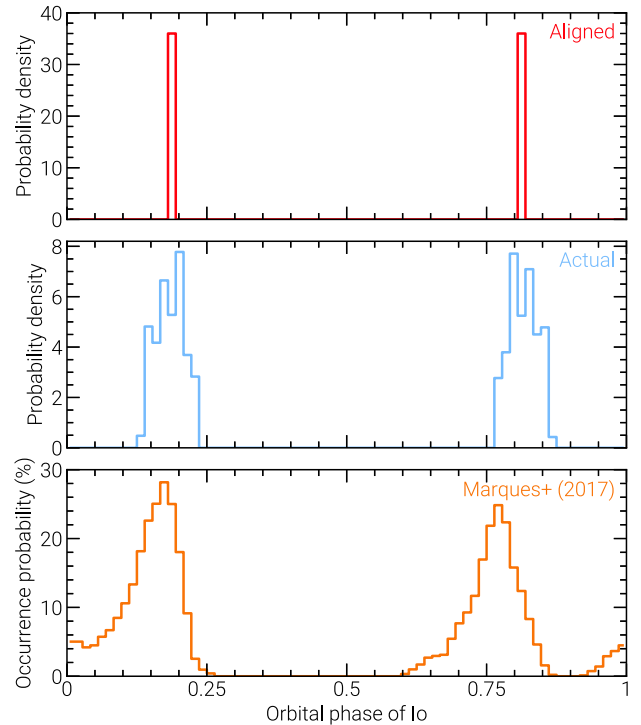 Aligned
Probability density
40
30
20
10
0
Actual
Probability density
8
6
4
2
0
Marques+ (2017)
Occurrence probability (%)
30
20
10
0
0
0.25
0.5
0.75
1
Orbital phase of Io